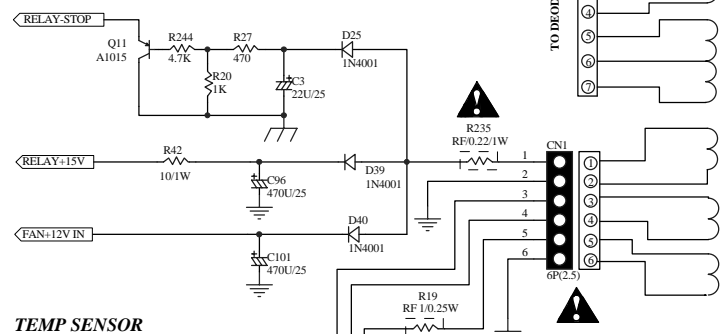 RELAY-STOP
Q11
A1015
R244
4.7K
R27
470
R20
1K
C3
22U/25
D25
1N4001
TO DEOD
4
5
6
7
R235
RF/0.22/1W
RELAY+15V
R42
10/1W
C96
470U/25
D39
1N4001
CN1
1
2
3
4
5
6
1
2
3
4
5
6
6P(2.5)
FAN+12V IN
D40
1N4001
C101
470U/25
R19
RF 1/0.25W
TEMP SENSOR